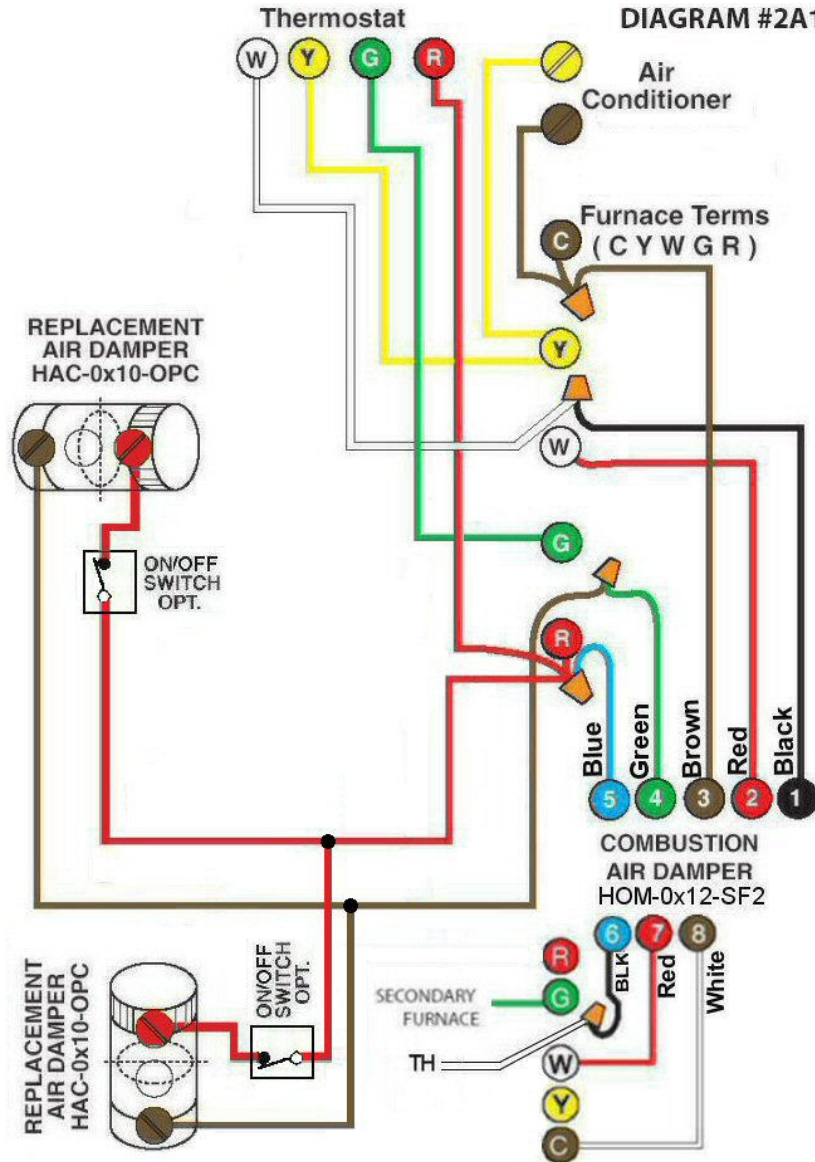 DIAGRAM #2A1
Thermostat
W Y G R
Air
Conditioner
C
Furnace Terms
( C Y W G R )
REPLACEMENT
AIR DAMPER
HAC-0x10-OPC
Y
W
ON/OFF
SWITCH
OPT.
G
R
Blue
Green
Brown
Red
Black
5 4 3 2 1
COMBUSTION
AIR DAMPER
HOM-0x12-SF2
6 7 8
BLK
Red
White
R
G
SECONDARY
FURNACE
TH
W
Y
C
REPLACEMENT
AIR DAMPER
HAC-0x10-OPC
ON/OFF
SWITCH
OPT.